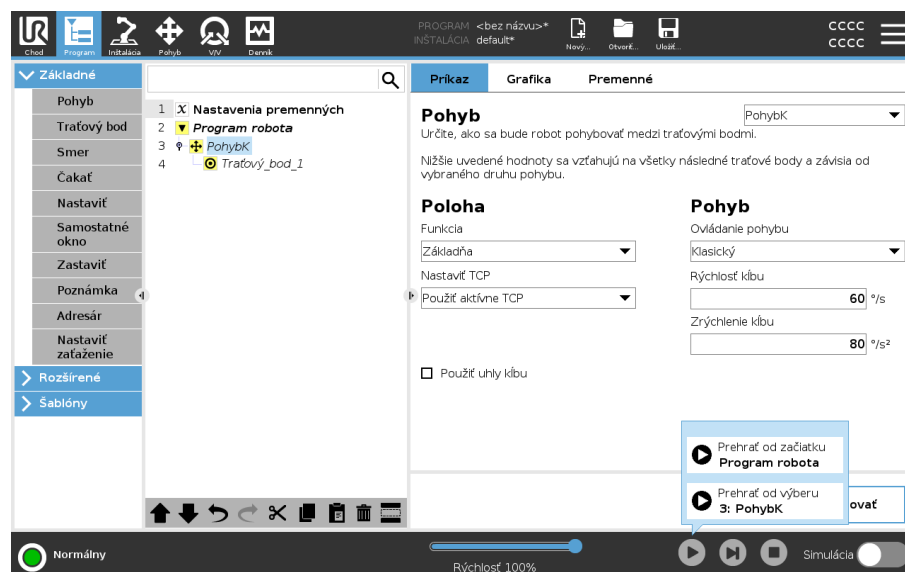 PROGRAM <bez názvu>*
INŠTALÁCIA default*
Chod
Program
Inštalácia
Pohyb
V/V
Denník
Nový...
Otvoriť...
Uložiť...
CCCC
CCCC
Základné
Pohyb
Traťový bod
Smer
Čakať
Nastaviť
Samostatné
okno
Zastaviť
Poznámka
Adresár
Nastaviť
zaťaženie
Rozšírené
Šablóny
1 X Nastavenia premenných
2 Program robota
3 PohybK
4 Traťový_bod_1
Príkaz Grafika Premenné
Pohyb
PohybK
Určite, ako sa bude robot pohybovať medzi traťovými bodmi.
Nižšie uvedené hodnoty sa vzťahujú na všetky následné traťové body a závisia od
vybraného druhu pohybu.
Poloha
Funkcia
Základňa
Nastaviť TCP
Použiť aktívne TCP
Použiť uhly kĺbu
Pohyb
Ovládanie pohybu
Klasický
Rýchlosť kĺbu
60 °/s
Zrýchlenie kĺbu
80 °/s²
Prehrať od začiatku
Program robota
Prehrať od výberu
3: PohybK
ovať
Normálny
Rýchlosť 100%
Simulácia